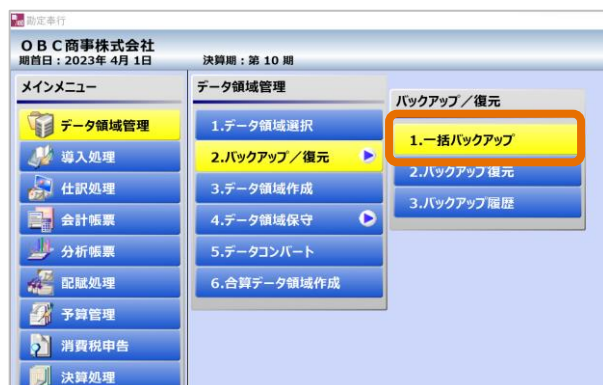 勘定奉行
ＯＢＣ商事株式会社
期首日：2023年 4月 1日
決算期：第 10 期
メインメニュー
データ領域管理
導入処理
仕訳処理
会計帳票
分析帳票
配賦処理
予算管理
消費税申告
決算処理
データ領域管理
1.データ領域選択
2.バックアップ／復元
3.データ領域作成
4.データ領域保守
5.データコンバート
6.合算データ領域作成
バックアップ／復元
1.一括バックアップ
2.バックアップ復元
3.バックアップ履歴